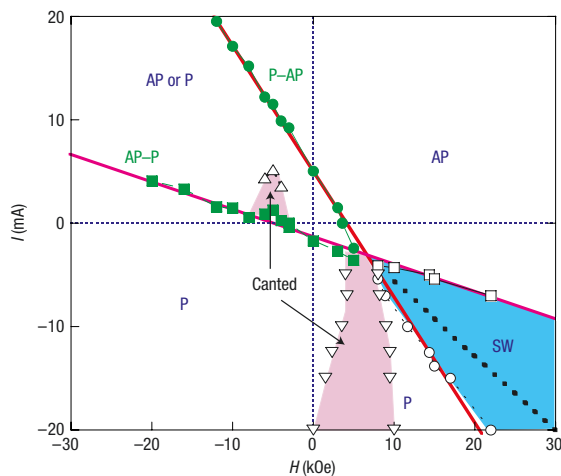 20
P–AP
AP or P
AP
10
AP–P
I (mA)
0
Canted
P
–10
SW
P
–20
–30
–20
–10
0
10
20
30
H (kOe)